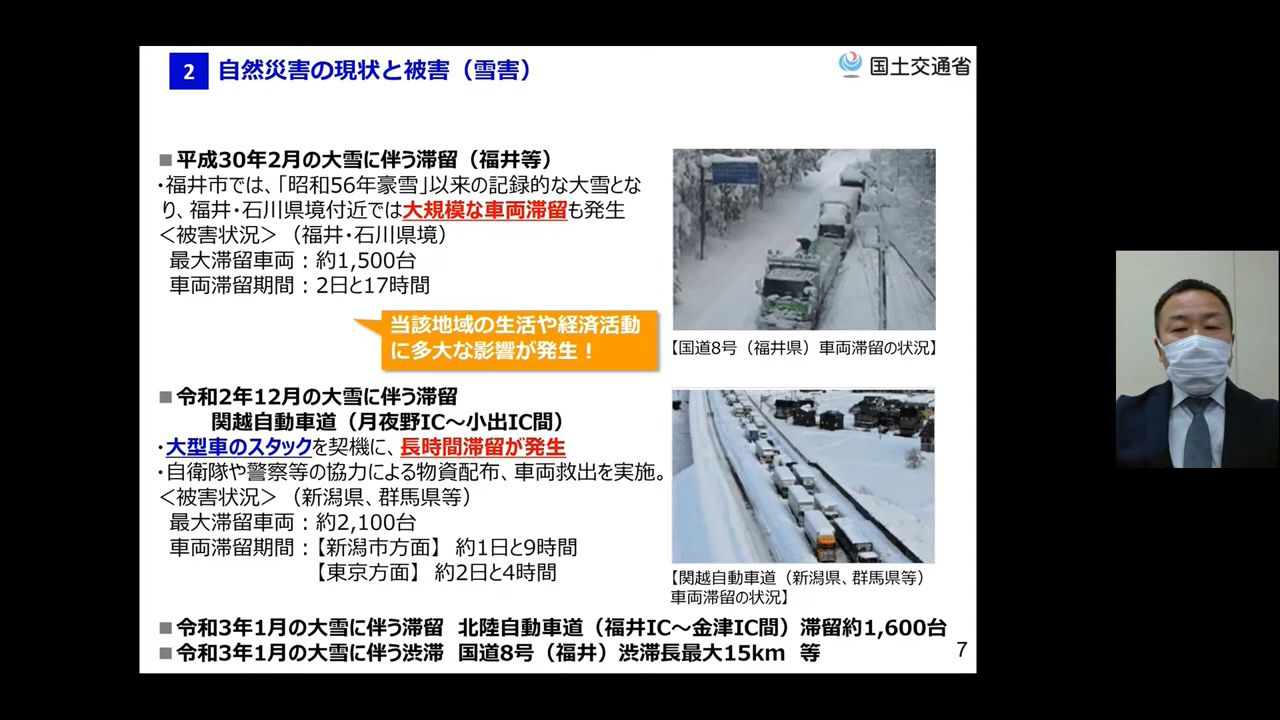 2 自然災害の現状と被害（雪害）
国土交通省
■平成30年2月の大雪に伴う滞留（福井等）
・福井市では、「昭和56年豪雪」以来の記録的な大雪とな
り、福井・石川県境付近では大規模な車両滞留も発生
＜被害状況＞（福井・石川県境）
最大滞留車両：約1,500台
車両滞留期間：2日と17時間
当該地域の生活や経済活動
に多大な影響が発生！
【国道8号（福井県）車両滞留の状況】
■令和2年12月の大雪に伴う滞留
関越自動車道（月夜野IC～小出IC間）
・大型車のスタックを契機に、長時間滞留が発生
・自衛隊や警察等の協力による物資配布、車両救出を実施。
＜被害状況＞（新潟県、群馬県等）
最大滞留車両：約2,100台
車両滞留期間：【新潟市方面】 約1日と9時間
【東京方面】 約2日と4時間
【関越自動車道（新潟県、群馬県等）
車両滞留の状況】
■令和3年1月の大雪に伴う滞留 北陸自動車道（福井IC～金津IC間）滞留約1,600台
■令和3年1月の大雪に伴う渋滞 国道8号（福井）渋滞長最大15km 等
7